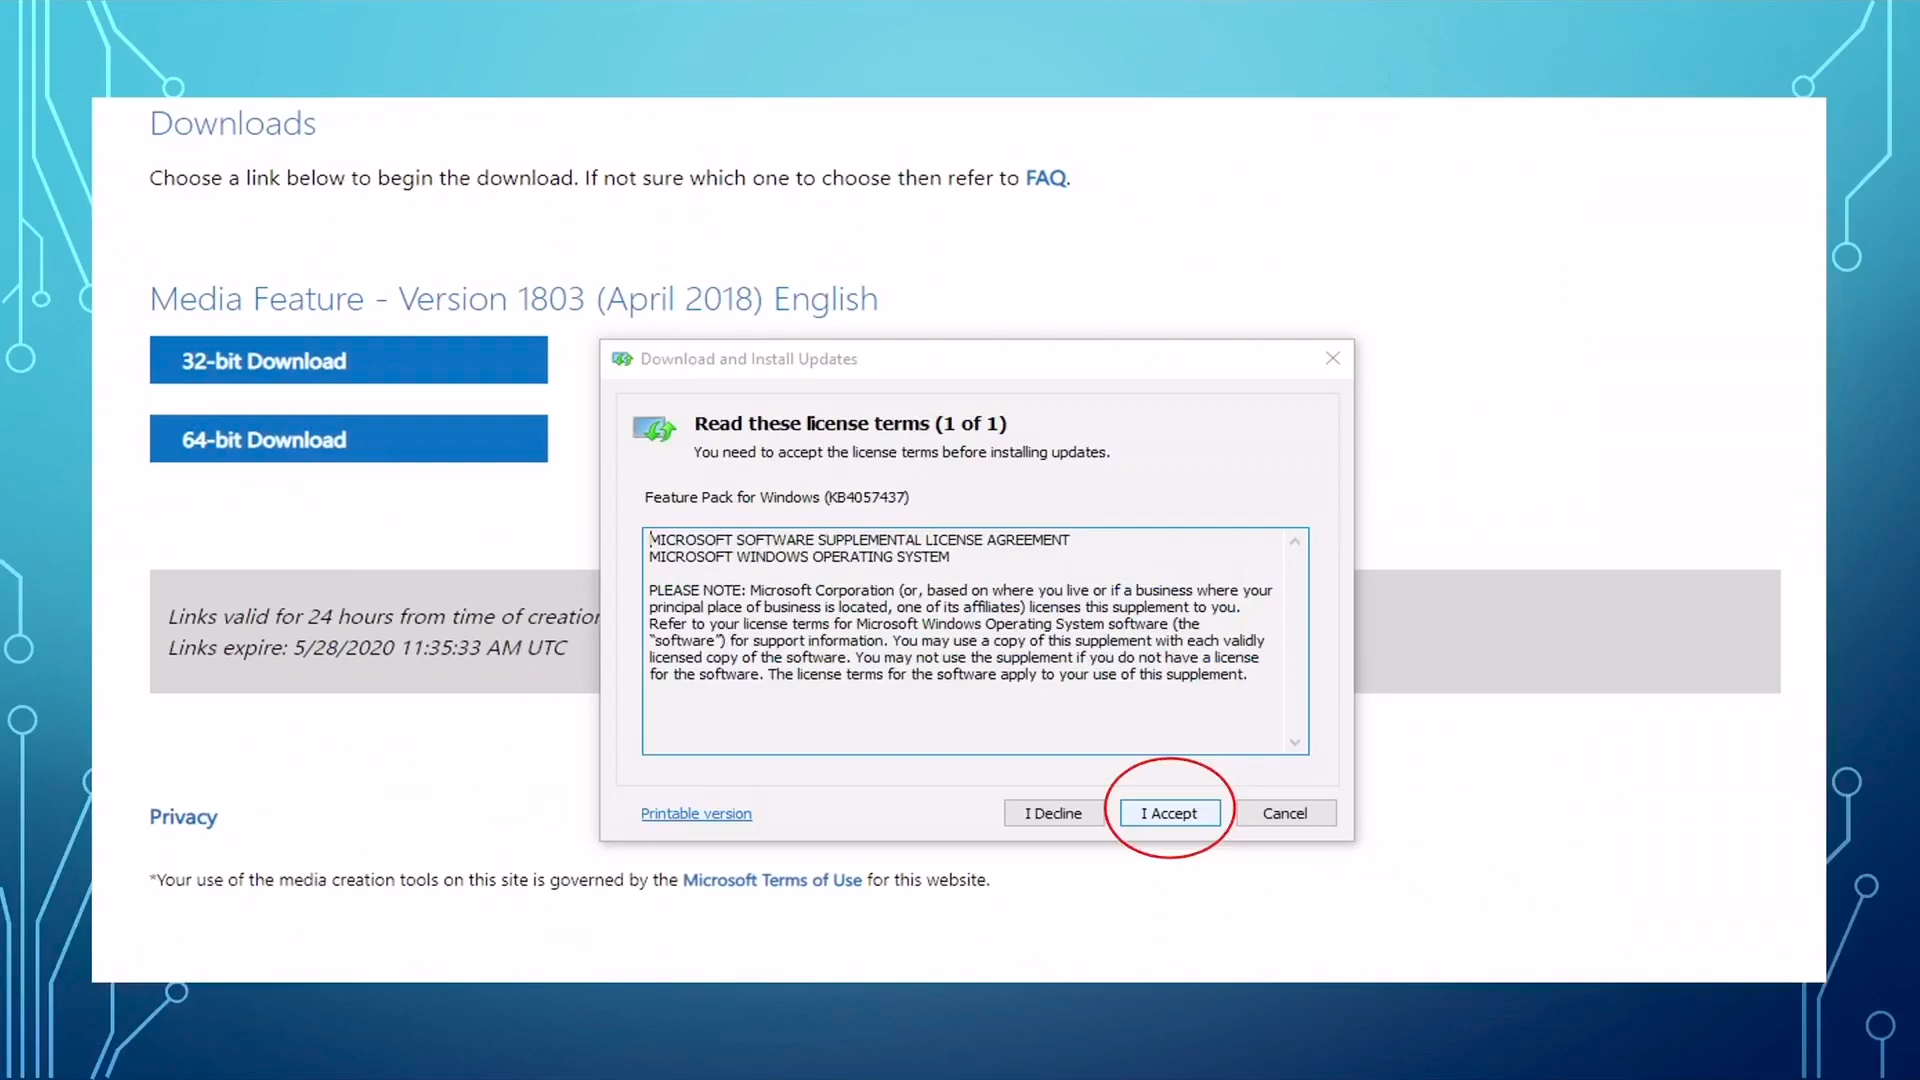 Downloads
Choose a link below to begin the download. If not sure which one to choose then refer to FAQ.
Media Feature - Version 1803 (April 2018) English
32-bit Download
64-bit Download
Download and Install Updates
Read these license terms (1 of 1)
You need to accept the license terms before installing updates.
Feature Pack for Windows (KB4057437)
MICROSOFT SOFTWARE SUPPLEMENTAL LICENSE AGREEMENT
MICROSOFT WINDOWS OPERATING SYSTEM
PLEASE NOTE: Microsoft Corporation (or, based on where you live or if a business where your
principal place of business is located, one of its affiliates) licenses this supplement to you.
Refer to your license terms for Microsoft Windows Operating System software (the
“software”) for support information. You may use a copy of this supplement with each validly
licensed copy of the software. You may not use the supplement if you do not have a license
for the software. The license terms for the software apply to your use of this supplement.
Printable version
I Decline
I Accept
Cancel
Links valid for 24 hours from time of creation
Links expire: 5/28/2020 11:35:33 AM UTC
Privacy
*Your use of the media creation tools on this site is governed by the Microsoft Terms of Use for this website.